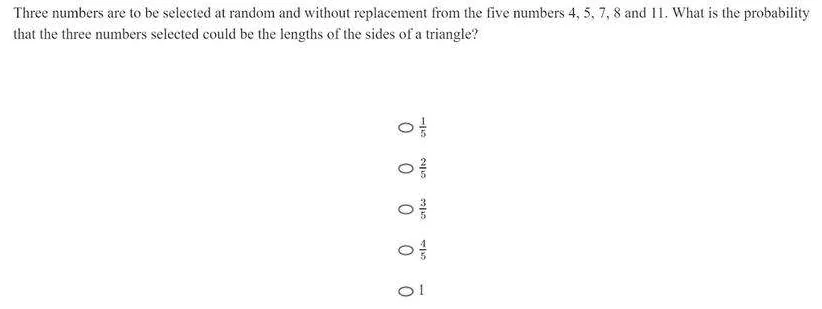 Three numbers are to be selected at random and without replacement from the five numbers 4, 5, 7, 8 and 11. What is the probability
that the three numbers selected could be the lengths of the sides of a triangle?
1/5
2/5
3/5
4/5
1